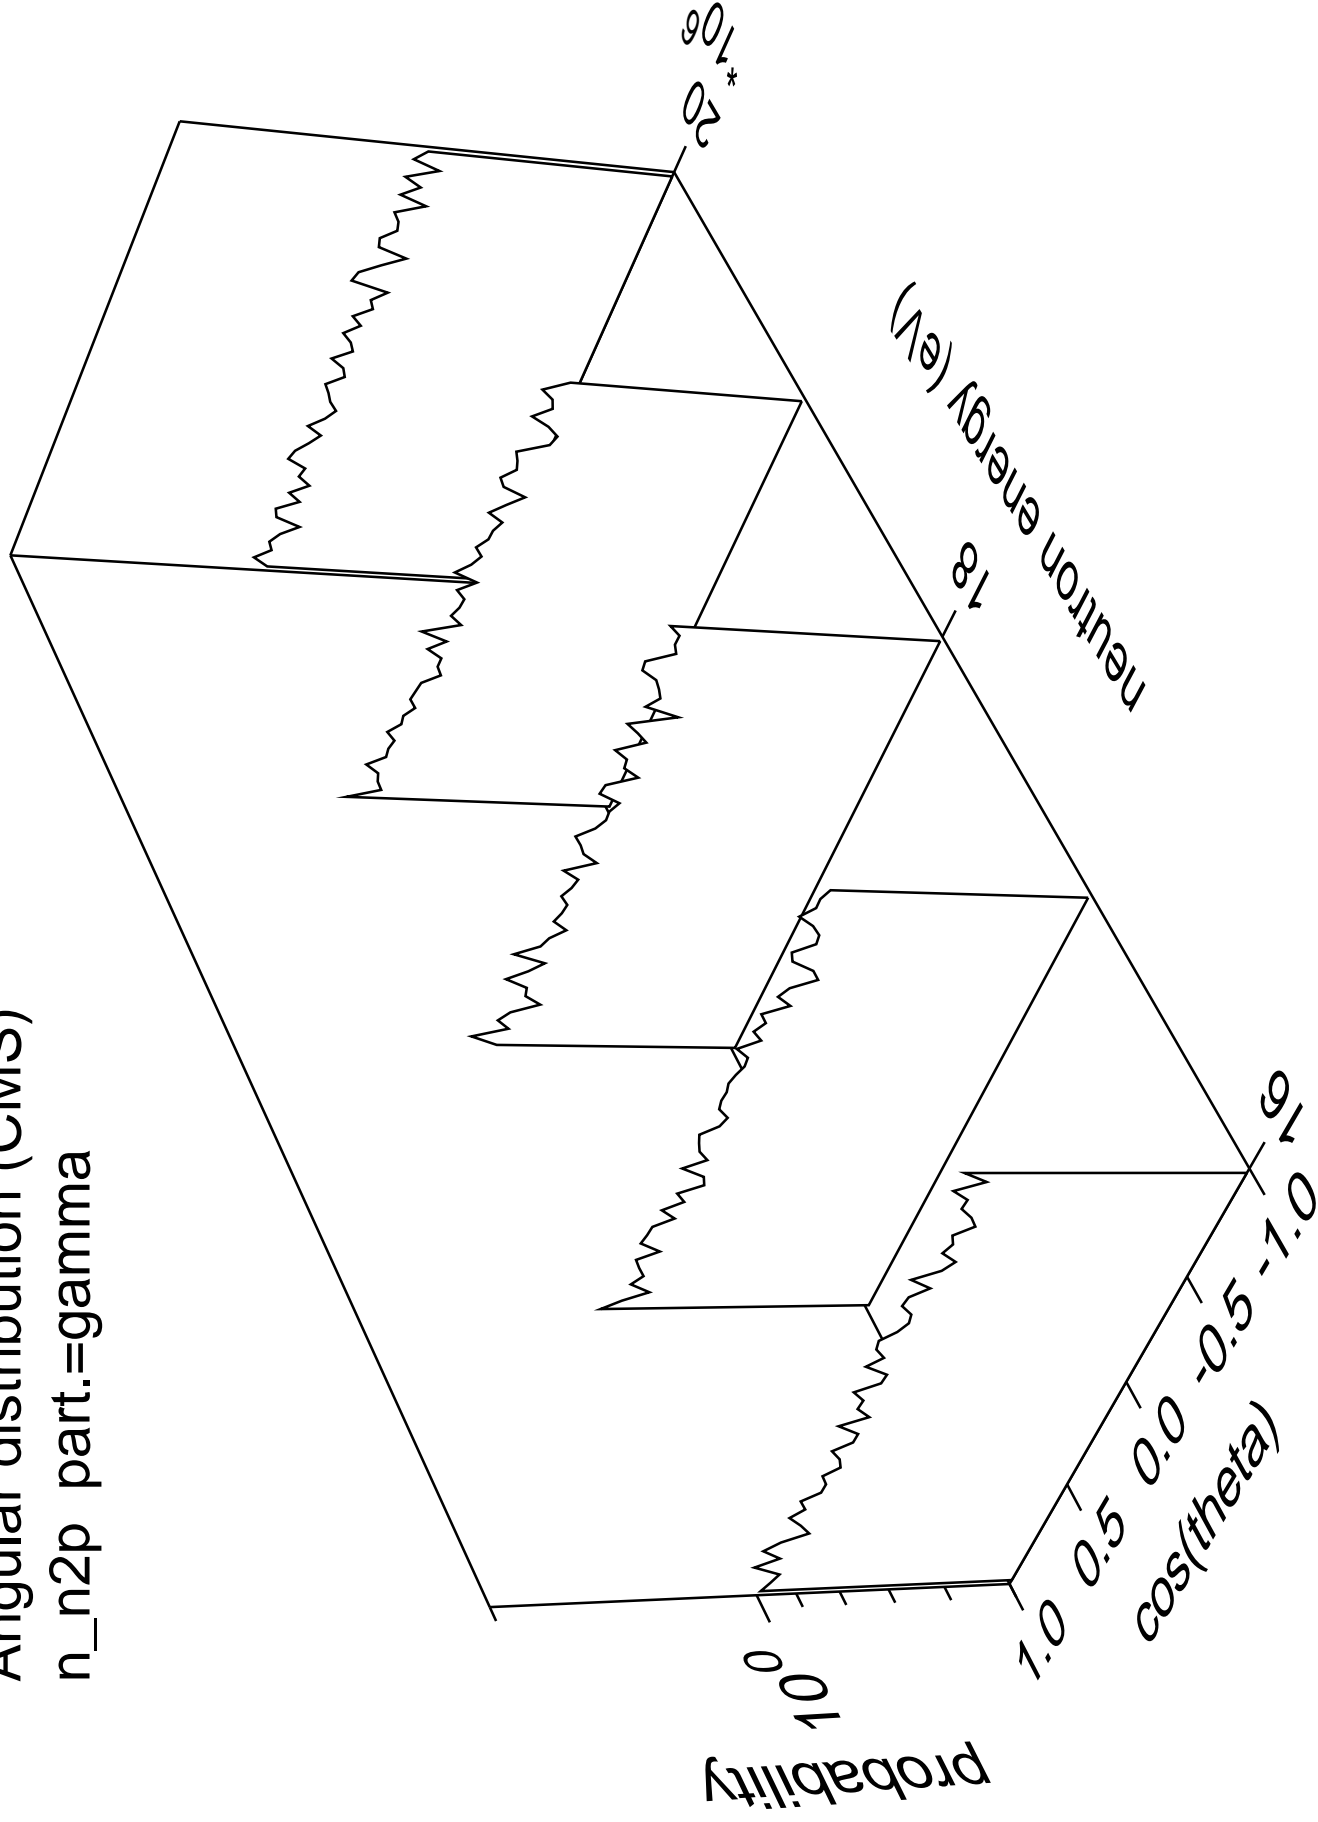 Angular distribution (CMS)
n_n2p part.=gamma
probability
10⁰
1.0 0.5 0.0 -0.5 -1.0
cos(theta)
16 18 20 *10⁶
neutron energy (eV)